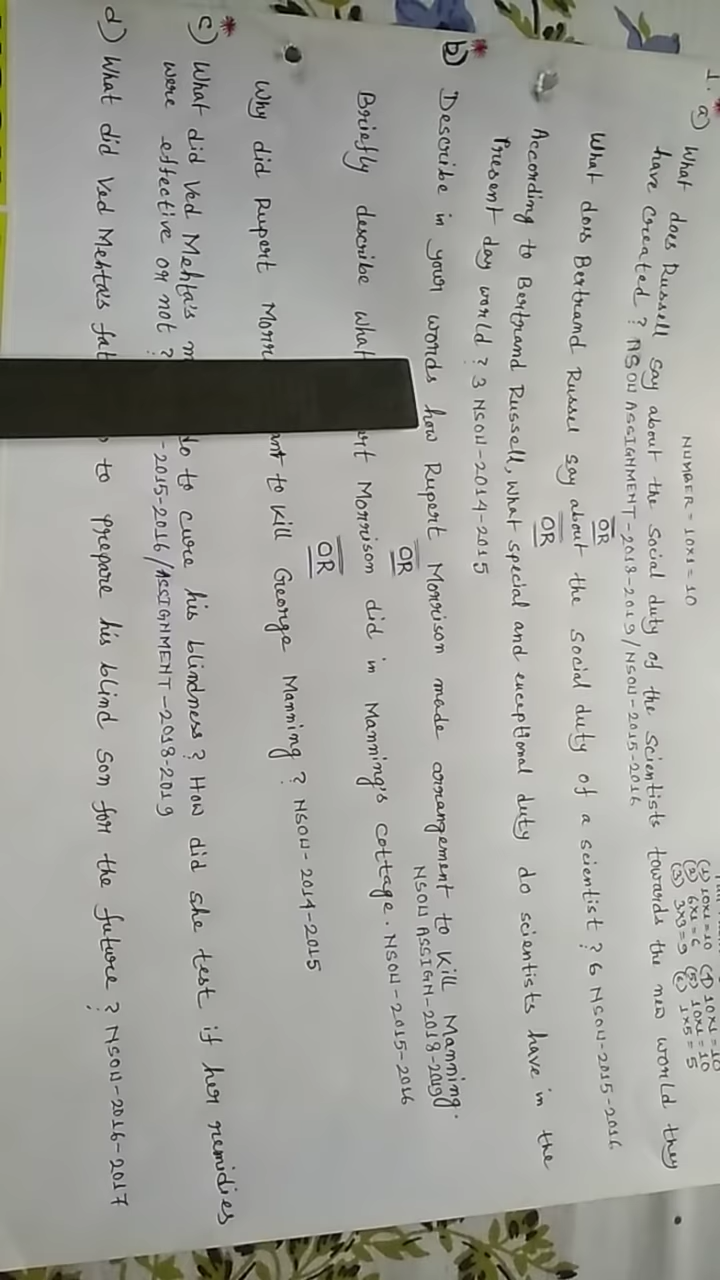 NUMBER = 10x1 = 10
(1) 10x1 = 10 (4) 10x1 = 10
(2) 6x1 = 6 (5) 10x1 = 10
(3) 3x3 = 9 (6) 1x5 = 5
1. a) What does Russell say about the social duty of the scientists towards the new world they
have created? NSOU ASSIGNMENT-2018-2019/NSOU-2015-2016
OR
What does Bertrand Russel say about the social duty of a scientist? 6 NSOU-2015-2016
OR
According to Bertrand Russell, what special and exceptional duty do scientists have in the
Present day world? 3 NSOU-2014-2015
b) Describe in your words how Rupert Morrison made arrangement to kill Manning.
NSOU ASSIGN-2018-2019
OR
Briefly describe what Morrison did in Manning's cottage. NSOU-2015-2016
OR
Why did Rupert to kill George Manning? NSOU-2014-2015
c) What did Ved Mehta's to cure his blindness? How did she test if her remidies
were effective or not? -2015-2016/ASSIGNMENT-2018-2019
d) What did Ved Mehta's to prepare his blind son for the future? NSOU-2016-2017